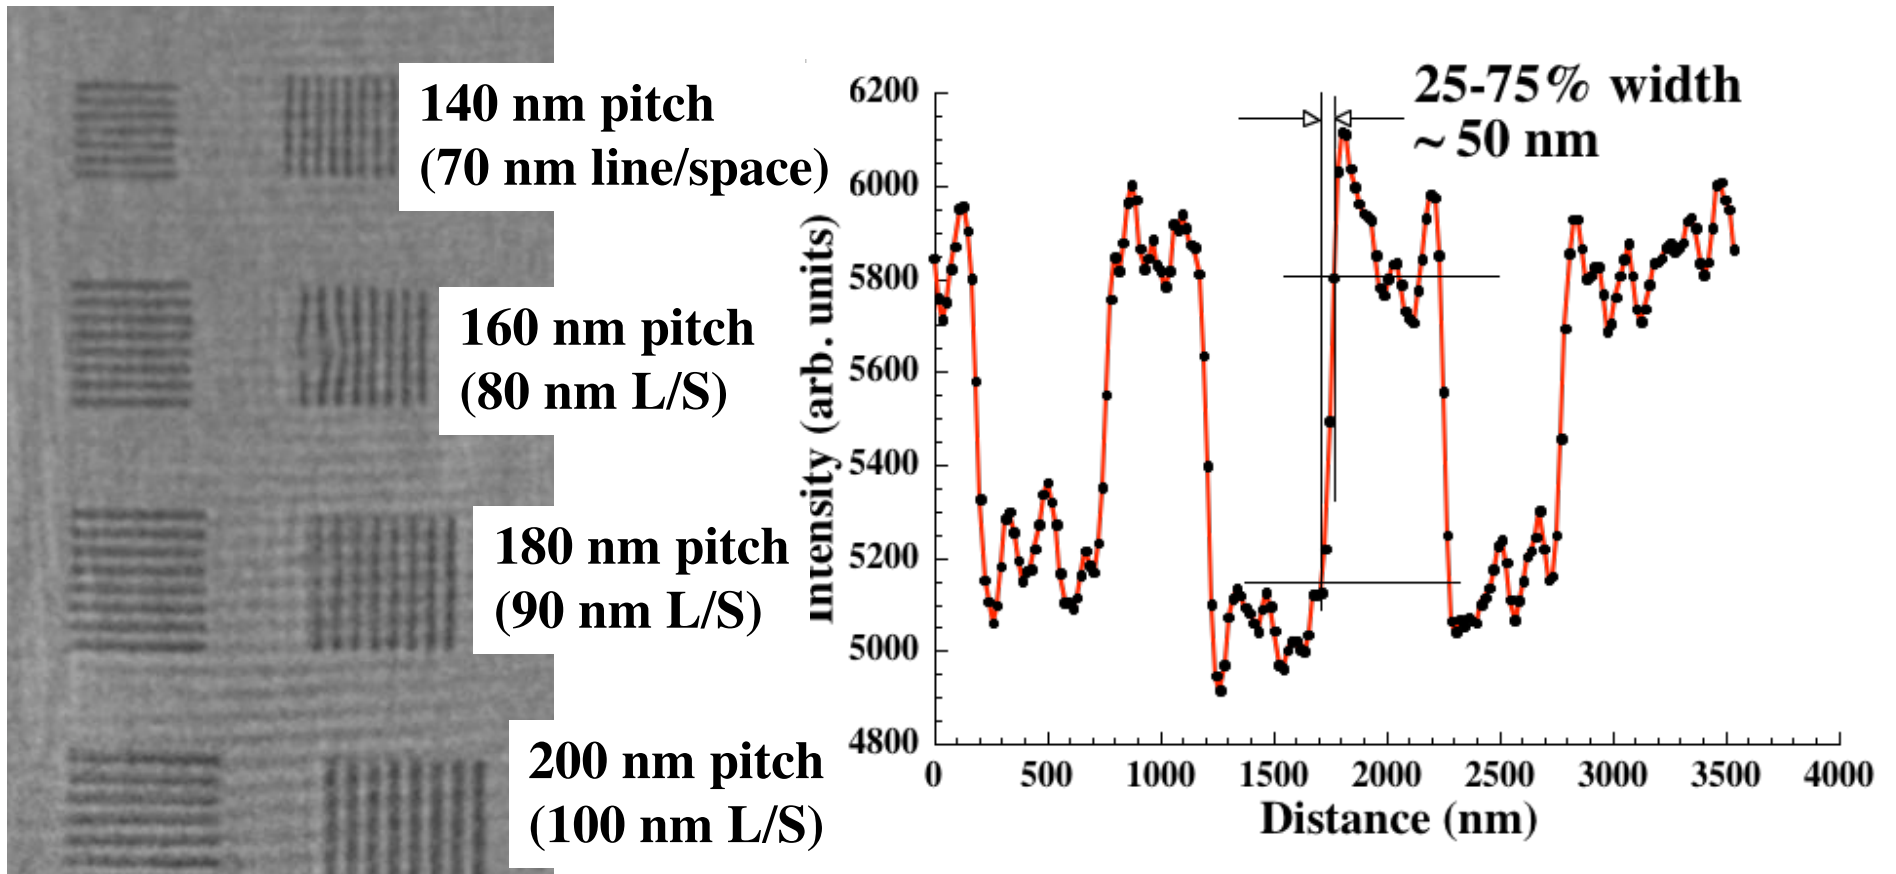 140 nm pitch
(70 nm line/space)
160 nm pitch
(80 nm L/S)
180 nm pitch
(90 nm L/S)
200 nm pitch
(100 nm L/S)
25-75% width
~ 50 nm
Intensity (arb. units)
6200
6000
5800
5600
5400
5200
5000
4800
0 500 1000 1500 2000 2500 3000 3500 4000
Distance (nm)